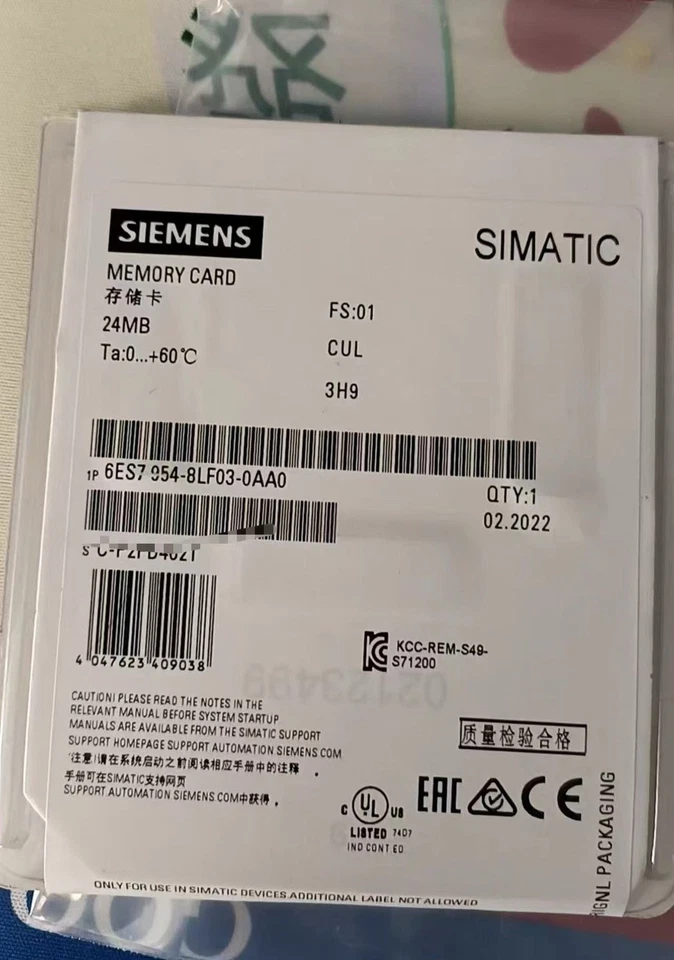 SIEMENS
SIMATIC
MEMORY CARD
存储卡
24MB
Ta:0...+60℃
FS:01
CUL
3H9
1P 6ES7 954-8LF03-0AA0
QTY:1
02.2022
4 047623 409038
KCC-REM-S49-
S71200
CAUTION! PLEASE READ THE NOTES IN THE
RELEVANT MANUAL BEFORE SYSTEM STARTUP
MANUALS ARE AVAILABLE FROM THE SIMATIC SUPPORT
SUPPORT HOMEPAGE SUPPORT AUTOMATION SIEMENS.COM
注意!请在系统启动之前阅读相应手册中的注释.
手册可在SIMATIC支持网页
SUPPORT.AUTOMATION SIEMENS.COM中获得.
质量检验合格
C UL US
LISTED 7407
IND CONT.EQ
EAC CE
ONLY FOR USE IN SIMATIC DEVICES.ADDITIONAL LABEL NOT ALLOWED
PACKAGING